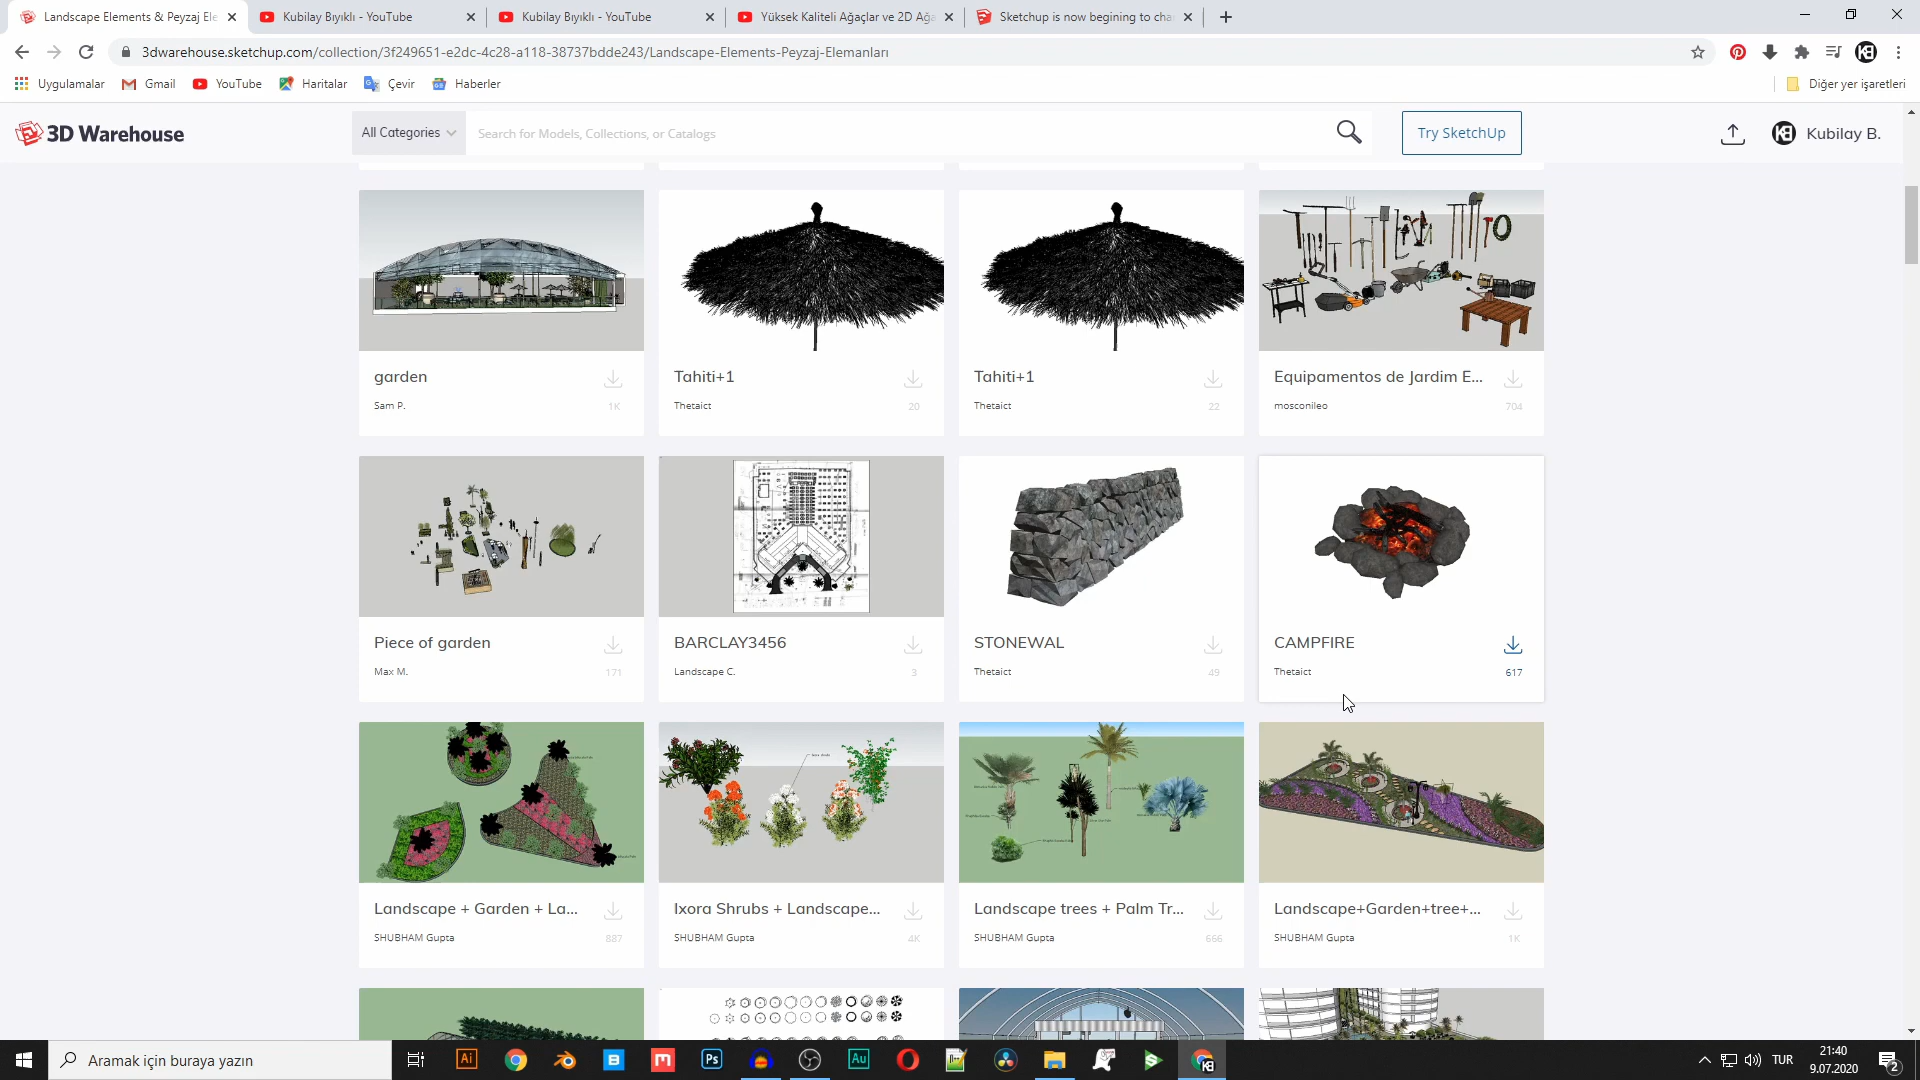 Landscape Elements & Peyzaj Ele
Kubilay Bıyıklı - YouTube
Kubilay Bıyıklı - YouTube
Yüksek Kaliteli Ağaçlar ve 2D Ağa
Sketchup is now begining to cha
3dwarehouse.sketchup.com/collection/3f249651-e2dc-4c28-a118-38737bdde243/Landscape-Elements-Peyzaj-Elemanları
Uygulamalar
Gmail
YouTube
Haritalar
Çevir
Haberler
Diğer yer işaretleri
3D Warehouse
All Categories
Search for Models, Collections, or Catalogs
Try SketchUp
Kubilay B.
garden
Sam P.
1K
Tahiti+1
Thetaict
20
Tahiti+1
Thetaict
22
Equipamentos de Jardim E...
mosconileo
704
Piece of garden
Max M.
171
BARCLAY3456
Landscape C.
3
STONEWAL
Thetaict
49
CAMPFIRE
Thetaict
617
Landscape + Garden + La...
SHUBHAM Gupta
887
Ixora Shrubs + Landscape...
SHUBHAM Gupta
4K
Landscape trees + Palm Tr...
SHUBHAM Gupta
666
Landscape+Garden+tree+...
SHUBHAM Gupta
1K
Aramak için buraya yazın
Ai
B
Ps
Au
TUR
21:40
9.07.2020
2